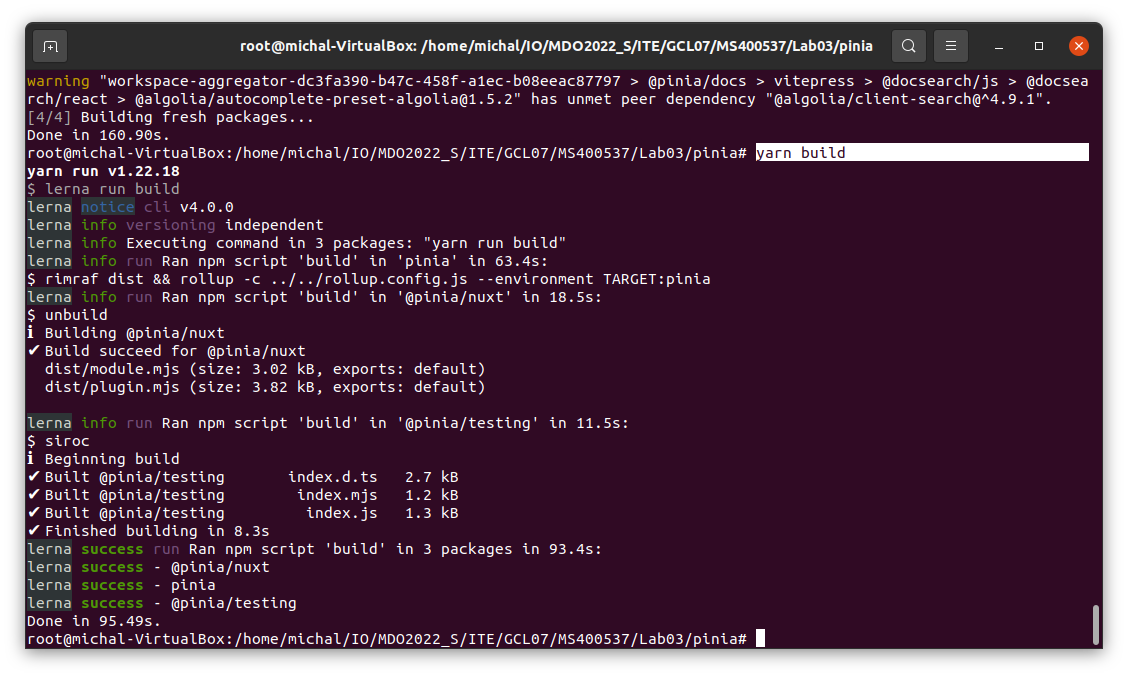 root@michal-VirtualBox: /home/michal/IO/MDO2022_S/ITE/GCL07/MS400537/Lab03/pinia
warning "workspace-aggregator-dc3fa390-b47c-458f-a1ec-b08eeac87797 > @pinia/docs > vitepress > @docsearch/js > @docsea
rch/react > @algolia/autocomplete-preset-algolia@1.5.2" has unmet peer dependency "@algolia/client-search@^4.9.1".
[4/4] Building fresh packages...
Done in 160.90s.
root@michal-VirtualBox:/home/michal/IO/MDO2022_S/ITE/GCL07/MS400537/Lab03/pinia# yarn build
yarn run v1.22.18
$ lerna run build
lerna notice cli v4.0.0
lerna info versioning independent
lerna info Executing command in 3 packages: "yarn run build"
lerna info run Ran npm script 'build' in 'pinia' in 63.4s:
$ rimraf dist && rollup -c ../../rollup.config.js --environment TARGET:pinia
lerna info run Ran npm script 'build' in '@pinia/nuxt' in 18.5s:
$ unbuild
ℹ Building @pinia/nuxt
✔ Build succeed for @pinia/nuxt
  dist/module.mjs (size: 3.02 kB, exports: default)
  dist/plugin.mjs (size: 3.82 kB, exports: default)
lerna info run Ran npm script 'build' in '@pinia/testing' in 11.5s:
$ siroc
ℹ Beginning build
✔ Built @pinia/testing       index.d.ts   2.7 kB
✔ Built @pinia/testing        index.mjs   1.2 kB
✔ Built @pinia/testing         index.js   1.3 kB
✔ Finished building in 8.3s
lerna success run Ran npm script 'build' in 3 packages in 93.4s:
lerna success - @pinia/nuxt
lerna success - pinia
lerna success - @pinia/testing
Done in 95.49s.
root@michal-VirtualBox:/home/michal/IO/MDO2022_S/ITE/GCL07/MS400537/Lab03/pinia#